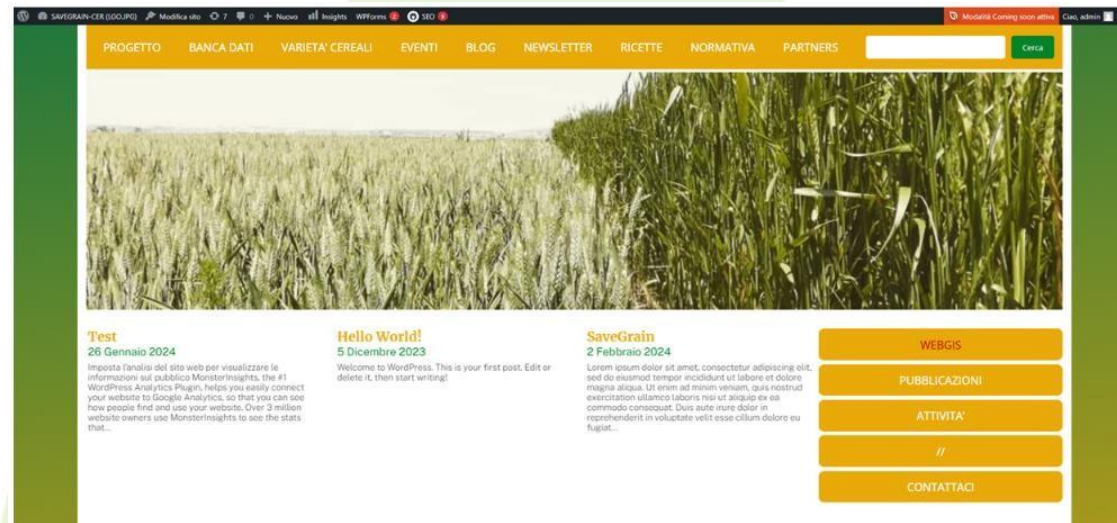 SAVEGRAIN-CER (LGO.JPG) Modifica sito 7 0 + Nuovo Insights WPForms 2 SEO 9 Modalità Coming soon attiva Ciao, admin
PROGETTO BANCA DATI VARIETA' CEREALI EVENTI BLOG NEWSLETTER RICETTE NORMATIVA PARTNERS Cerca
Test
26 Gennaio 2024
Imposta l'analisi del sito web per visualizzare le
informazioni sul pubblico MonsterInsights, the #1
WordPress Analytics Plugin, helps you easily connect
your website to Google Analytics, so that you can see
how people find and use your website. Over 3 million
website owners use MonsterInsights to see the stats
that...
Hello World!
5 Dicembre 2023
Welcome to WordPress. This is your first post. Edit or
delete it, then start writing!
SaveGrain
2 Febbraio 2024
Lorem ipsum dolor sit amet, consectetur adipiscing elit,
sed do eiusmod tempor incididunt ut labore et dolore
magna aliqua. Ut enim ad minim veniam, quis nostrud
exercitation ullamco laboris nisi ut aliquip ex ea
commodo consequat. Duis aute irure dolor in
reprehenderit in voluptate velit esse cillum dolore eu
fugiat...
WEBGIS
PUBBLICAZIONI
ATTIVITA'
//
CONTATTACI